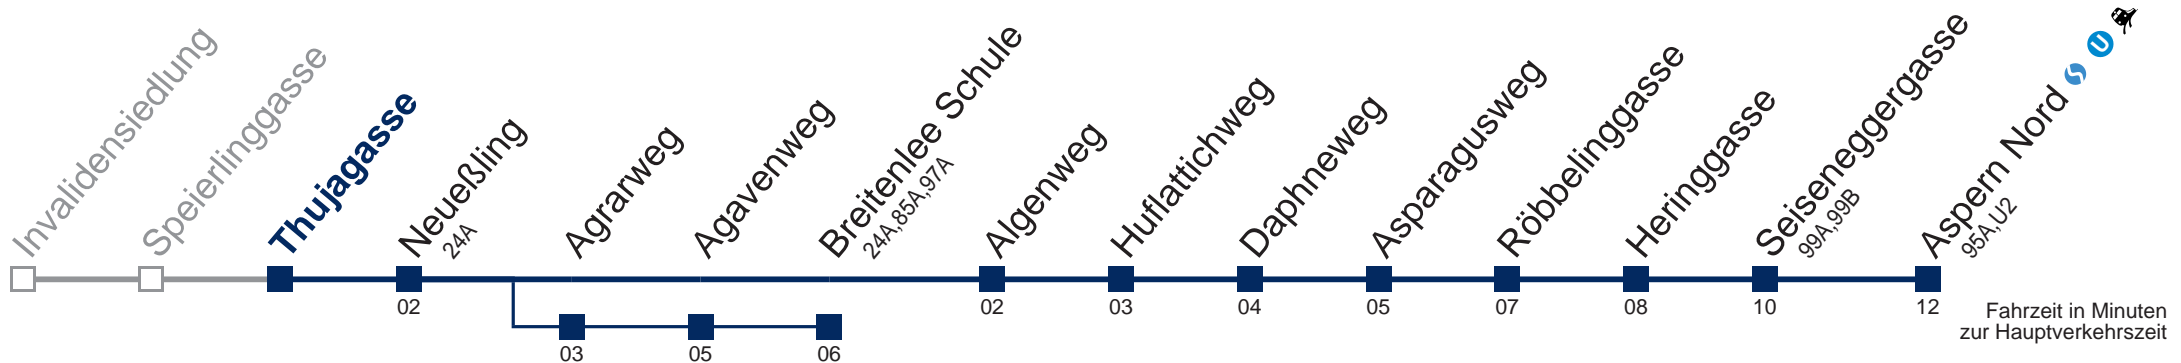 Invalidensiedlung
Speierlinggasse
Thujagasse
Neueßling
24A
Agrarweg
Agavenweg
Breitenlee Schule
24A,85A,97A
Algenweg
Huflattichweg
Daphneweg
Asparagusweg
Röbbelinggasse
Heringgasse
Seiseneggergasse
99A,99B
Aspern Nord S U
95A,U2
02
02
03
04
05
07
08
10
12
03
05
06
Fahrzeit in Minuten
zur Hauptverkehrszeit